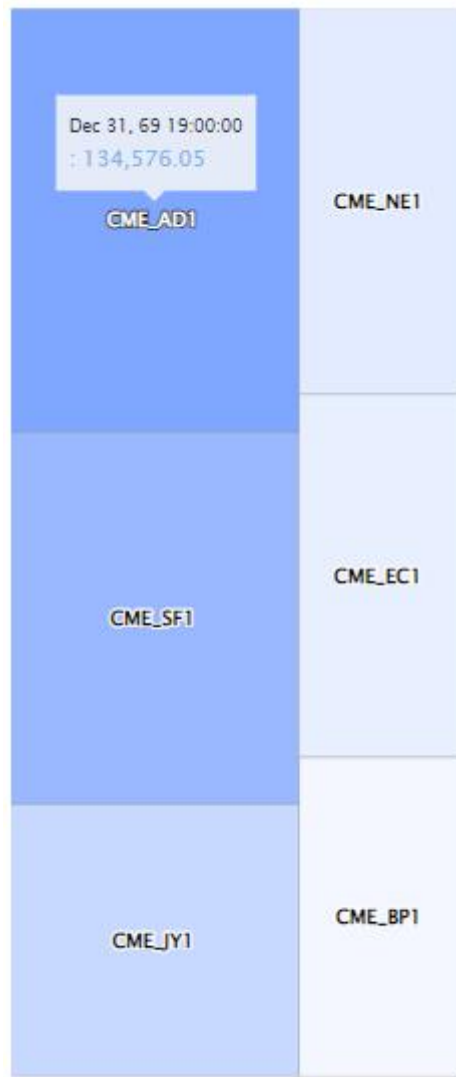 Dec 31, 69 19:00:00
: 134,576.05
CME_AD1
CME_NE1
CME_SF1
CME_EC1
CME_JY1
CME_BP1